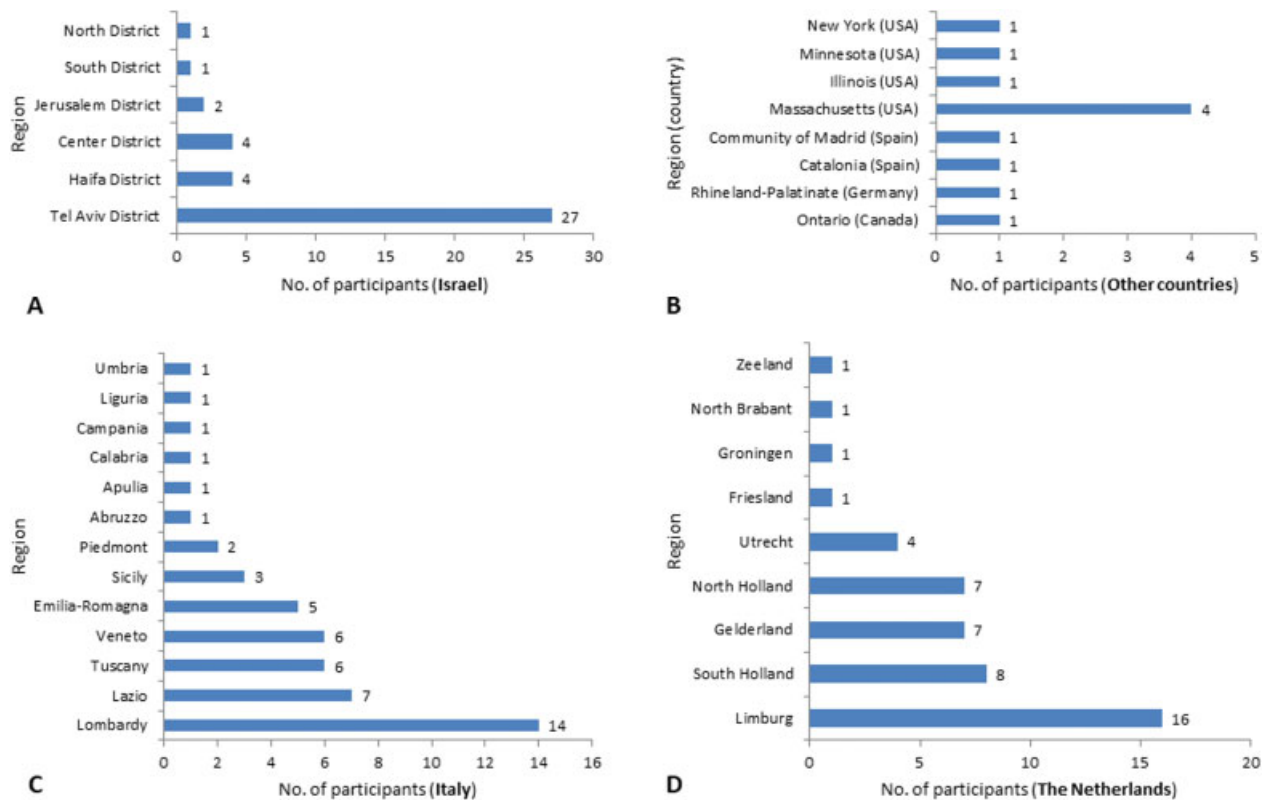 North District 1
South District 1
Jerusalem District 2
Center District 4
Haifa District 4
Tel Aviv District 27
Region
0 5 10 15 20 25 30
No. of participants (Israel)
A
New York (USA) 1
Minnesota (USA) 1
Illinois (USA) 1
Massachusetts (USA) 4
Community of Madrid (Spain) 1
Catalonia (Spain) 1
Rhineland-Palatinate (Germany) 1
Ontario (Canada) 1
Region (country)
0 1 2 3 4 5
No. of participants (Other countries)
B
Umbria 1
Liguria 1
Campania 1
Calabria 1
Apulia 1
Abruzzo 1
Piedmont 2
Sicily 3
Emilia-Romagna 5
Veneto 6
Tuscany 6
Lazio 7
Lombardy 14
Region
0 2 4 6 8 10 12 14 16
No. of participants (Italy)
C
Zeeland 1
North Brabant 1
Groningen 1
Friesland 1
Utrecht 4
North Holland 7
Gelderland 7
South Holland 8
Limburg 16
Region
0 5 10 15 20
No. of participants (The Netherlands)
D